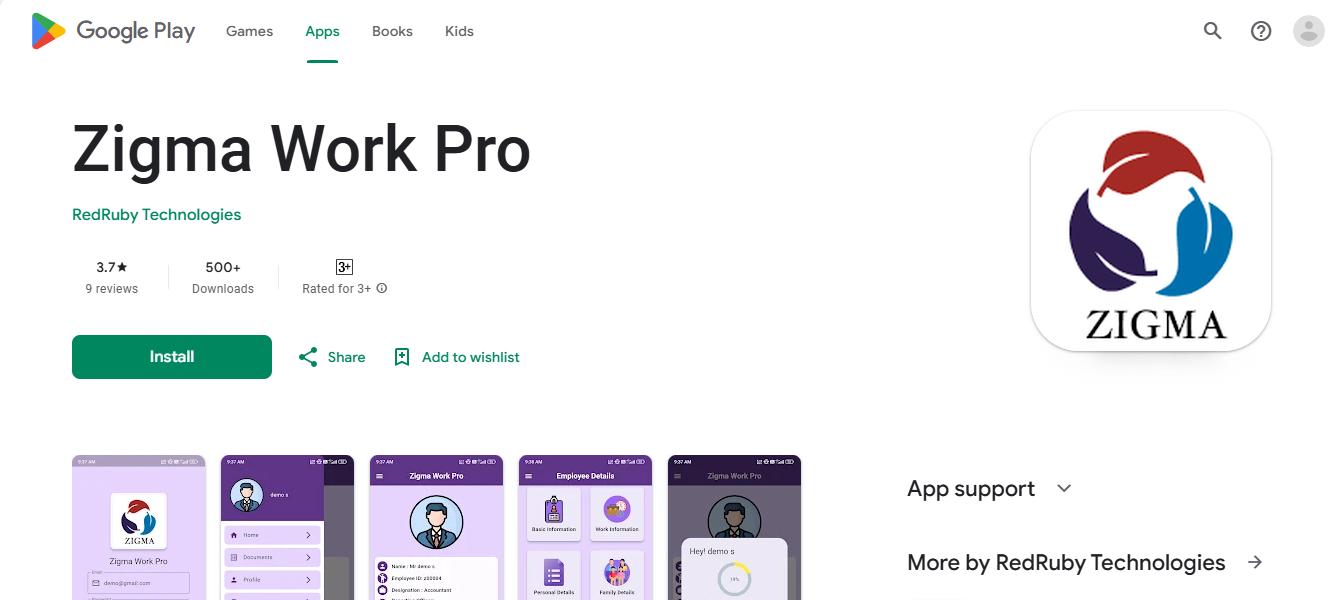 Google Play
Games
Apps
Books
Kids
Zigma Work Pro
RedRuby Technologies
3.7★
9 reviews
500+
Downloads
3+
Rated for 3+
Install
Share
Add to wishlist
ZIGMA
9:37 AM
ZIGMA
Zigma Work Pro
Email
demo@gmail.com
9:37 AM
demo s
Home
Documents
Profile
9:37 AM
Zigma Work Pro
Name : Mr demo s
Employee ID: z00004
Designation : Accountant
9:38 AM
Employee Details
Basic Information
Work Information
Personal Details
Family Details
9:37 AM
Zigma Work Pro
Hey! demo s
App support
More by RedRuby Technologies